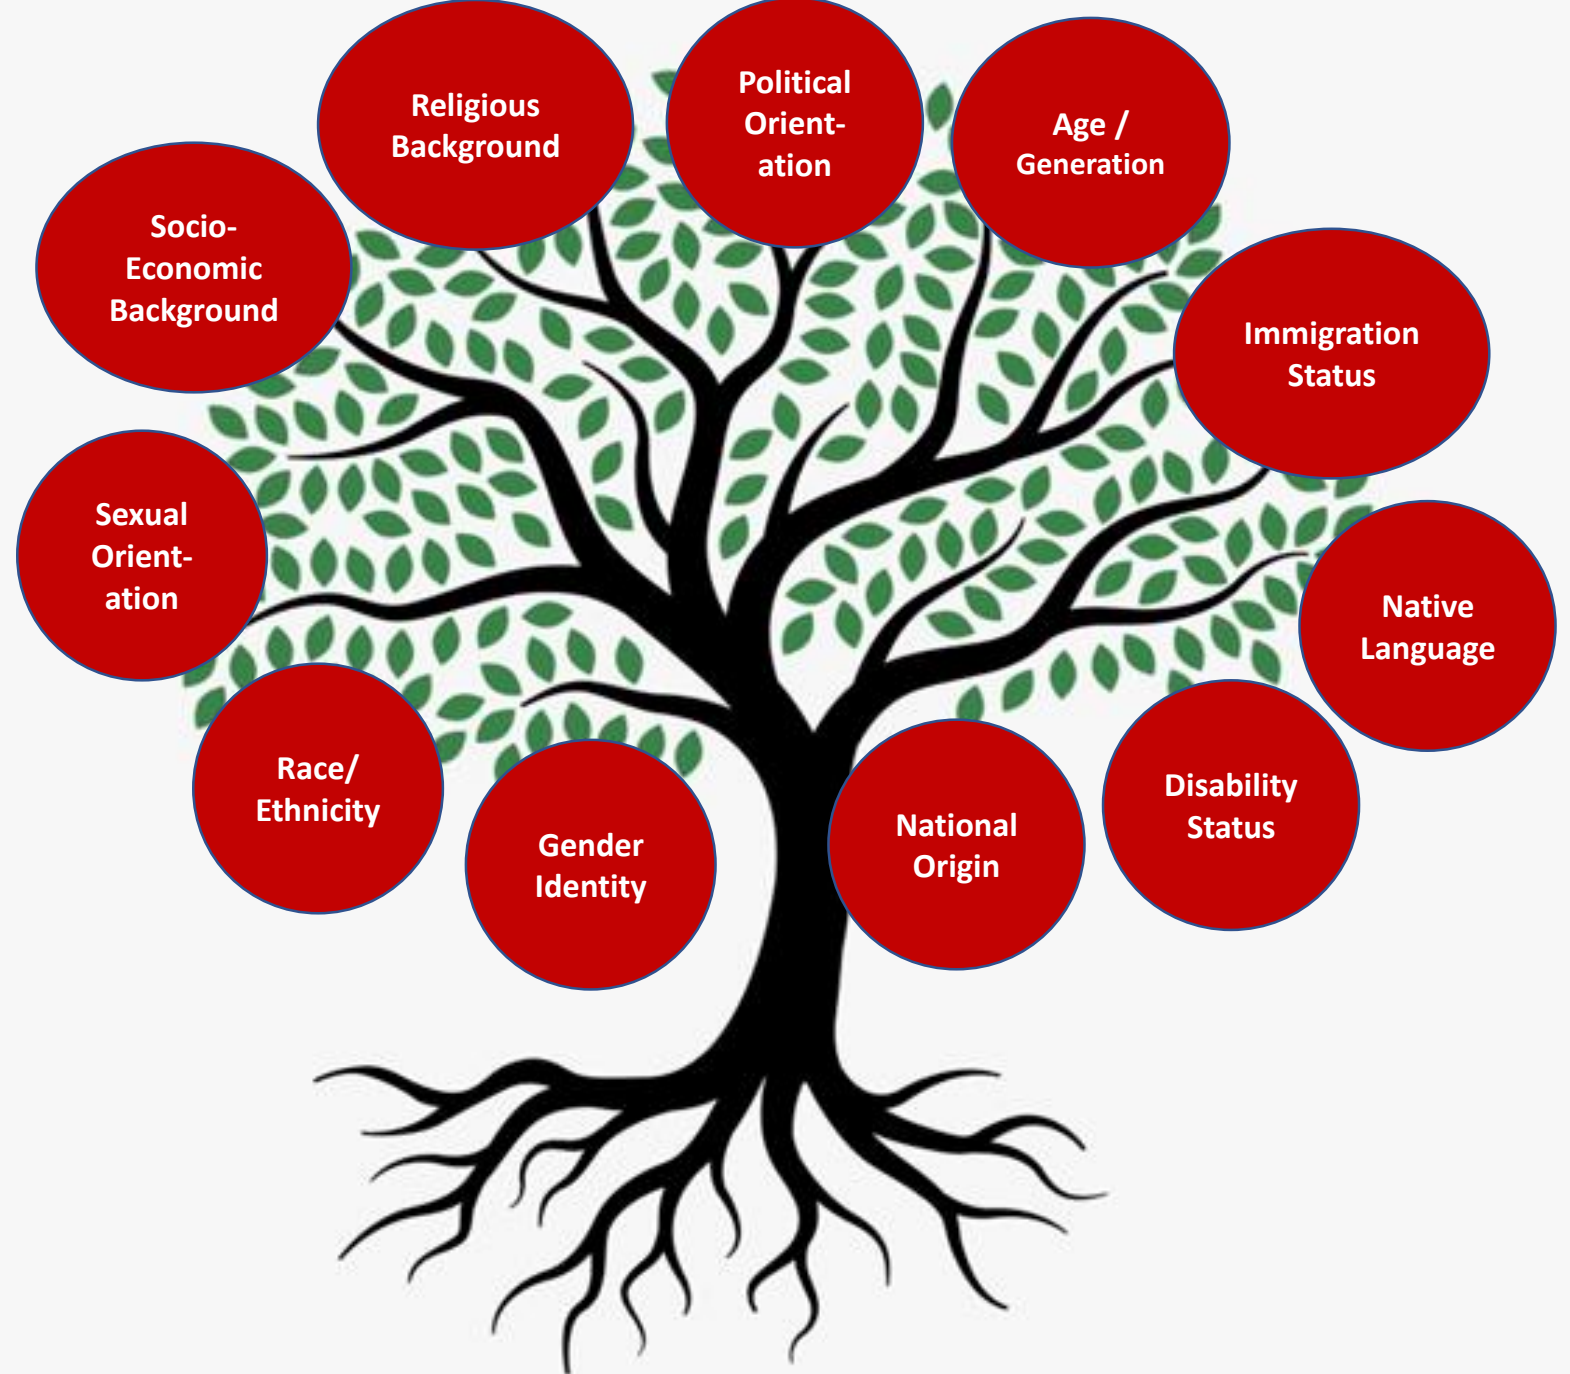 Religious
Background
Political
Orient-
ation
Age /
Generation
Socio-
Economic
Background
Immigration
Status
Sexual
Orient-
ation
Native
Language
Race/
Ethnicity
Gender
Identity
National
Origin
Disability
Status